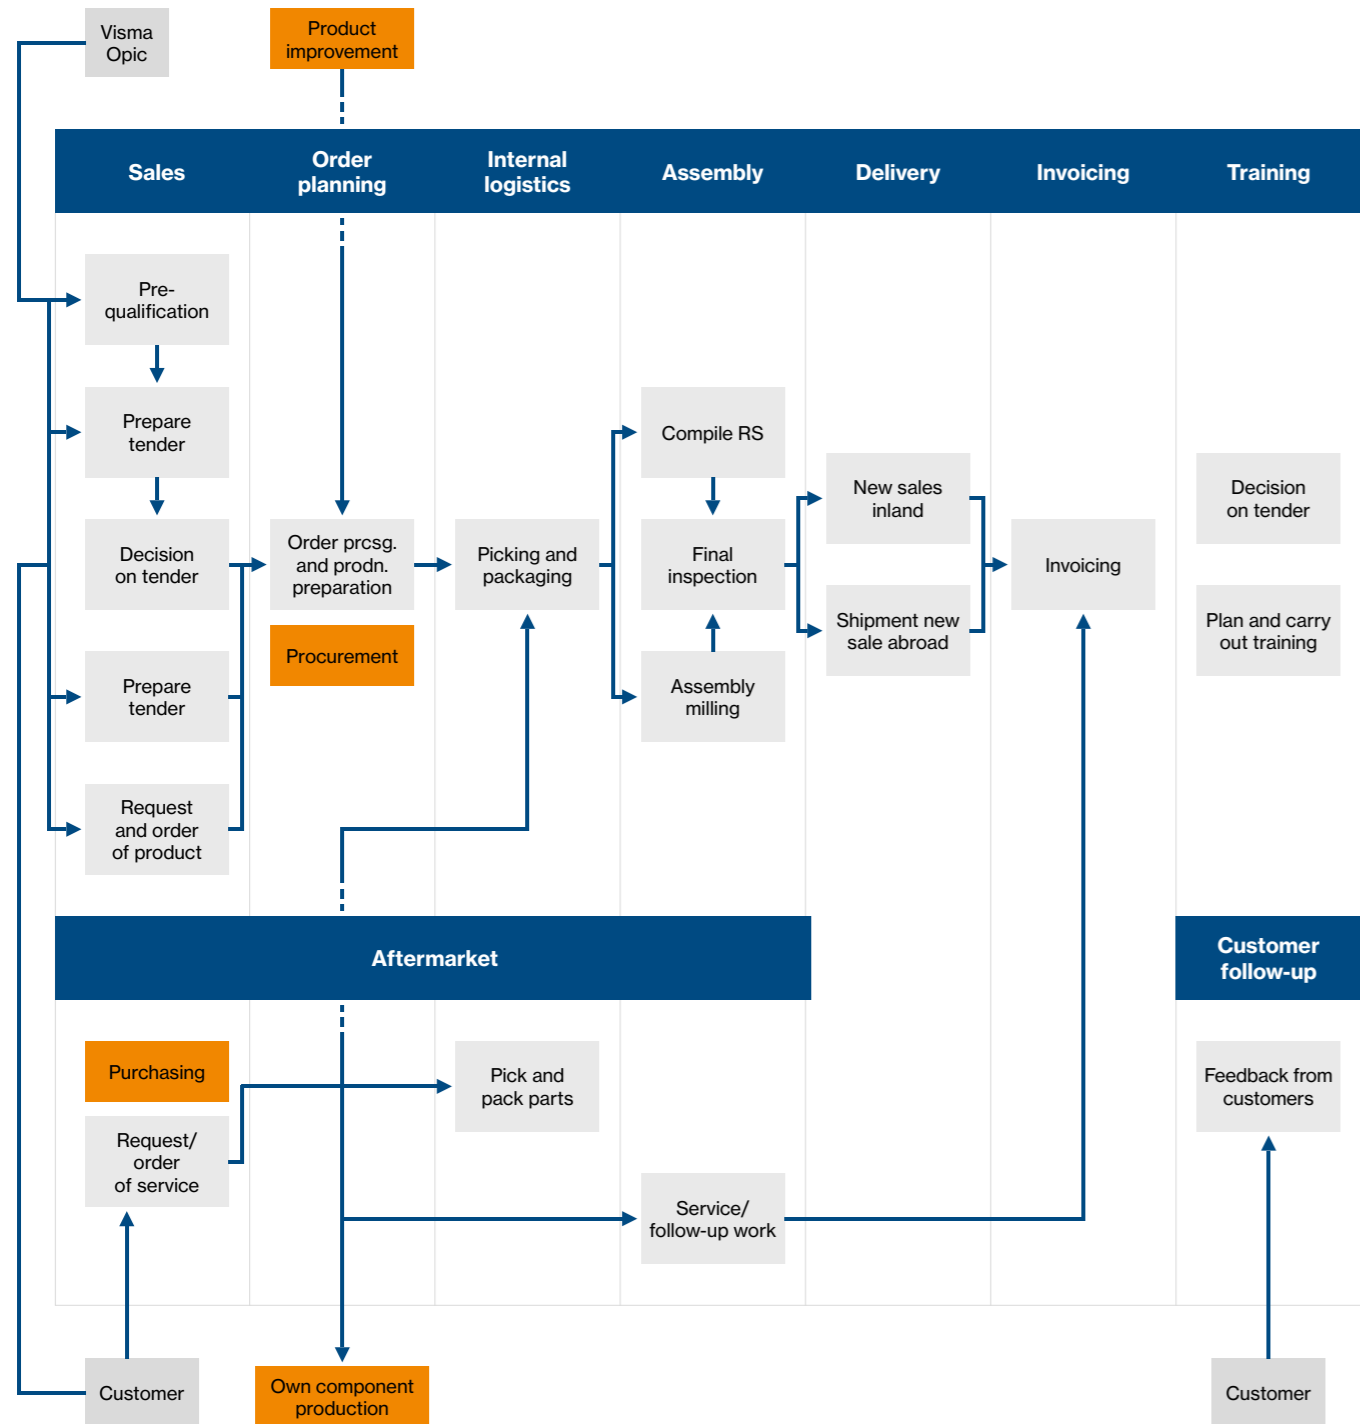 Visma
Opic
Product
improvement
Sales
Order
planning
Internal
logistics
Assembly
Delivery
Invoicing
Training
Pre-
qualification
Prepare
tender
Compile RS
New sales
inland
Decision
on tender
Decision
on tender
Order prcsg.
and prodn.
preparation
Picking and
packaging
Final
inspection
Invoicing
Shipment new
sale abroad
Plan and carry
out training
Procurement
Prepare
tender
Assembly
milling
Request
and order
of product
Aftermarket
Customer
follow-up
Purchasing
Pick and
pack parts
Feedback from
customers
Request/
order
of service
Service/
follow-up work
Customer
Own component
production
Customer